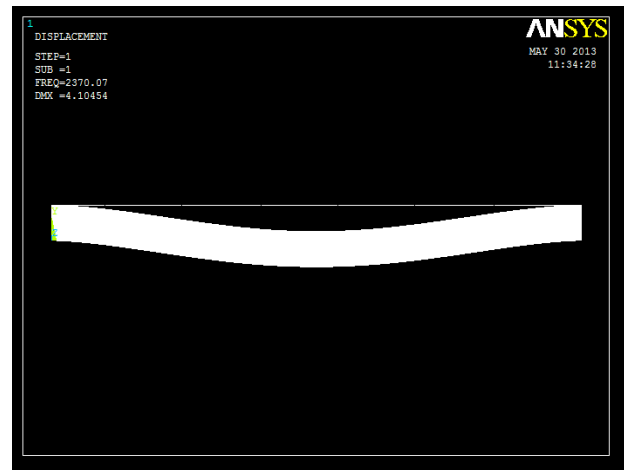 1
DISPLACEMENT
STEP=1
SUB =1
FREQ=2370.07
DMX =4.10454
ANSYS
MAY 30 2013
11:34:28